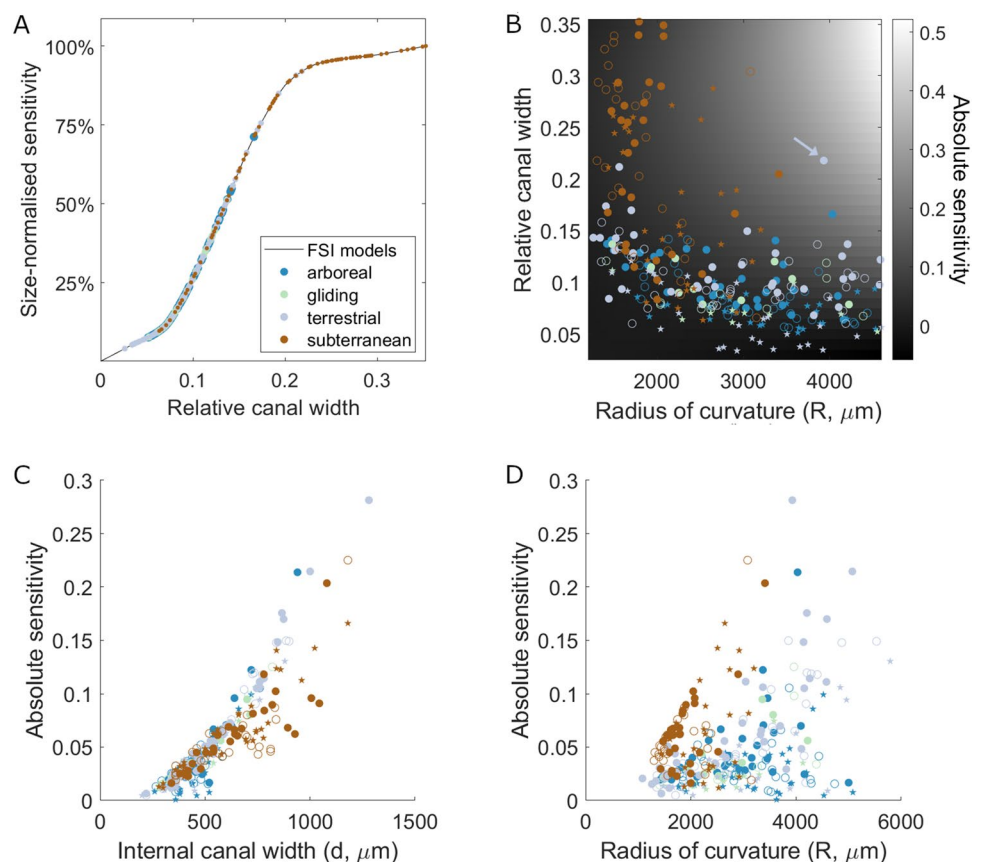 A
100%
75%
50%
25%
Size-normalised sensitivity
FSI models
arboreal
gliding
terrestrial
subterranean
0
0.1
0.2
0.3
Relative canal width
B
0.35
0.3
0.25
0.2
0.15
0.1
0.05
Relative canal width
2000
3000
4000
Radius of curvature (R, μm)
0.5
0.4
0.3
0.2
0.1
0
Absolute sensitivity
C
0.3
0.25
0.2
0.15
0.1
0.05
0
Absolute sensitivity
0
500
1000
1500
Internal canal width (d, μm)
D
0.3
0.25
0.2
0.15
0.1
0.05
0
Absolute sensitivity
0
2000
4000
6000
Radius of curvature (R, μm)